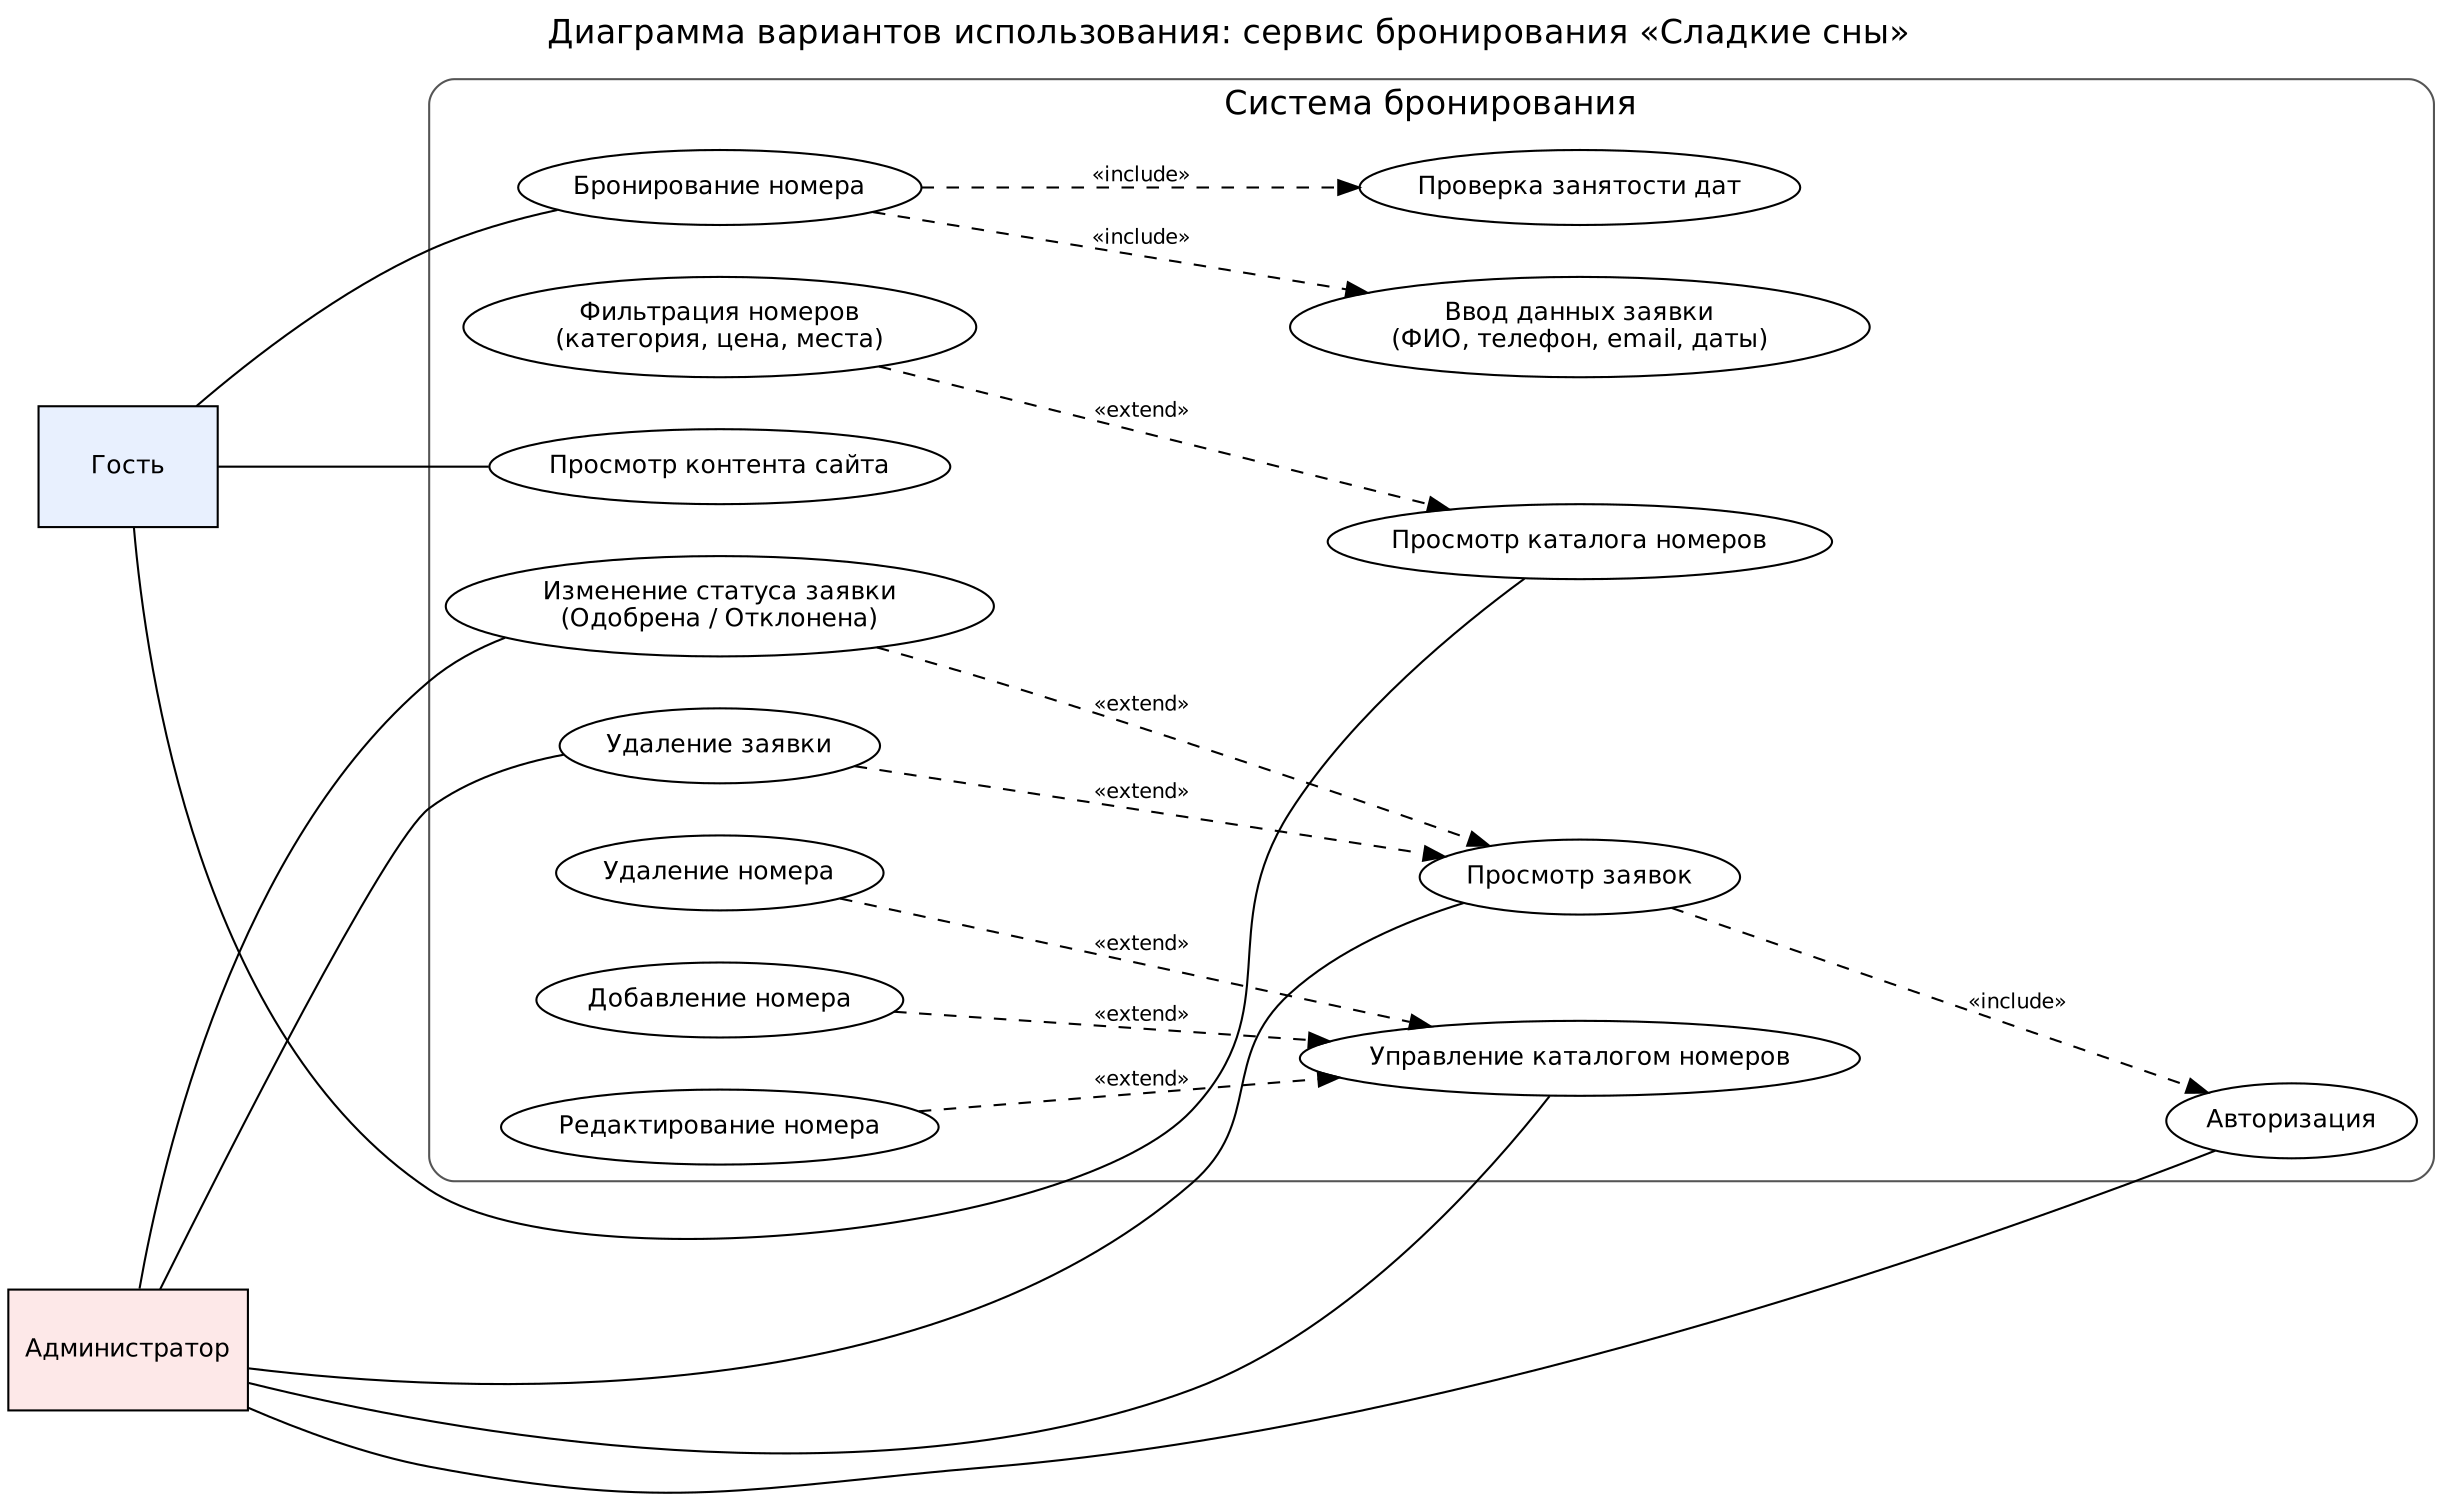 Диаграмма вариантов использования: сервис бронирования «Сладкие сны»
Система бронирования
Бронирование номера
«include»
Проверка занятости дат
«include»
Фильтрация номеров
(категория, цена, места)
Ввод данных заявки
(ФИО, телефон, email, даты)
«extend»
Гость
Просмотр контента сайта
Просмотр каталога номеров
Изменение статуса заявки
(Одобрена / Отклонена)
«extend»
Удаление заявки
«extend»
Удаление номера
Просмотр заявок
«extend»
Добавление номера
«extend»
«include»
Управление каталогом номеров
«extend»
Редактирование номера
Авторизация
Администратор